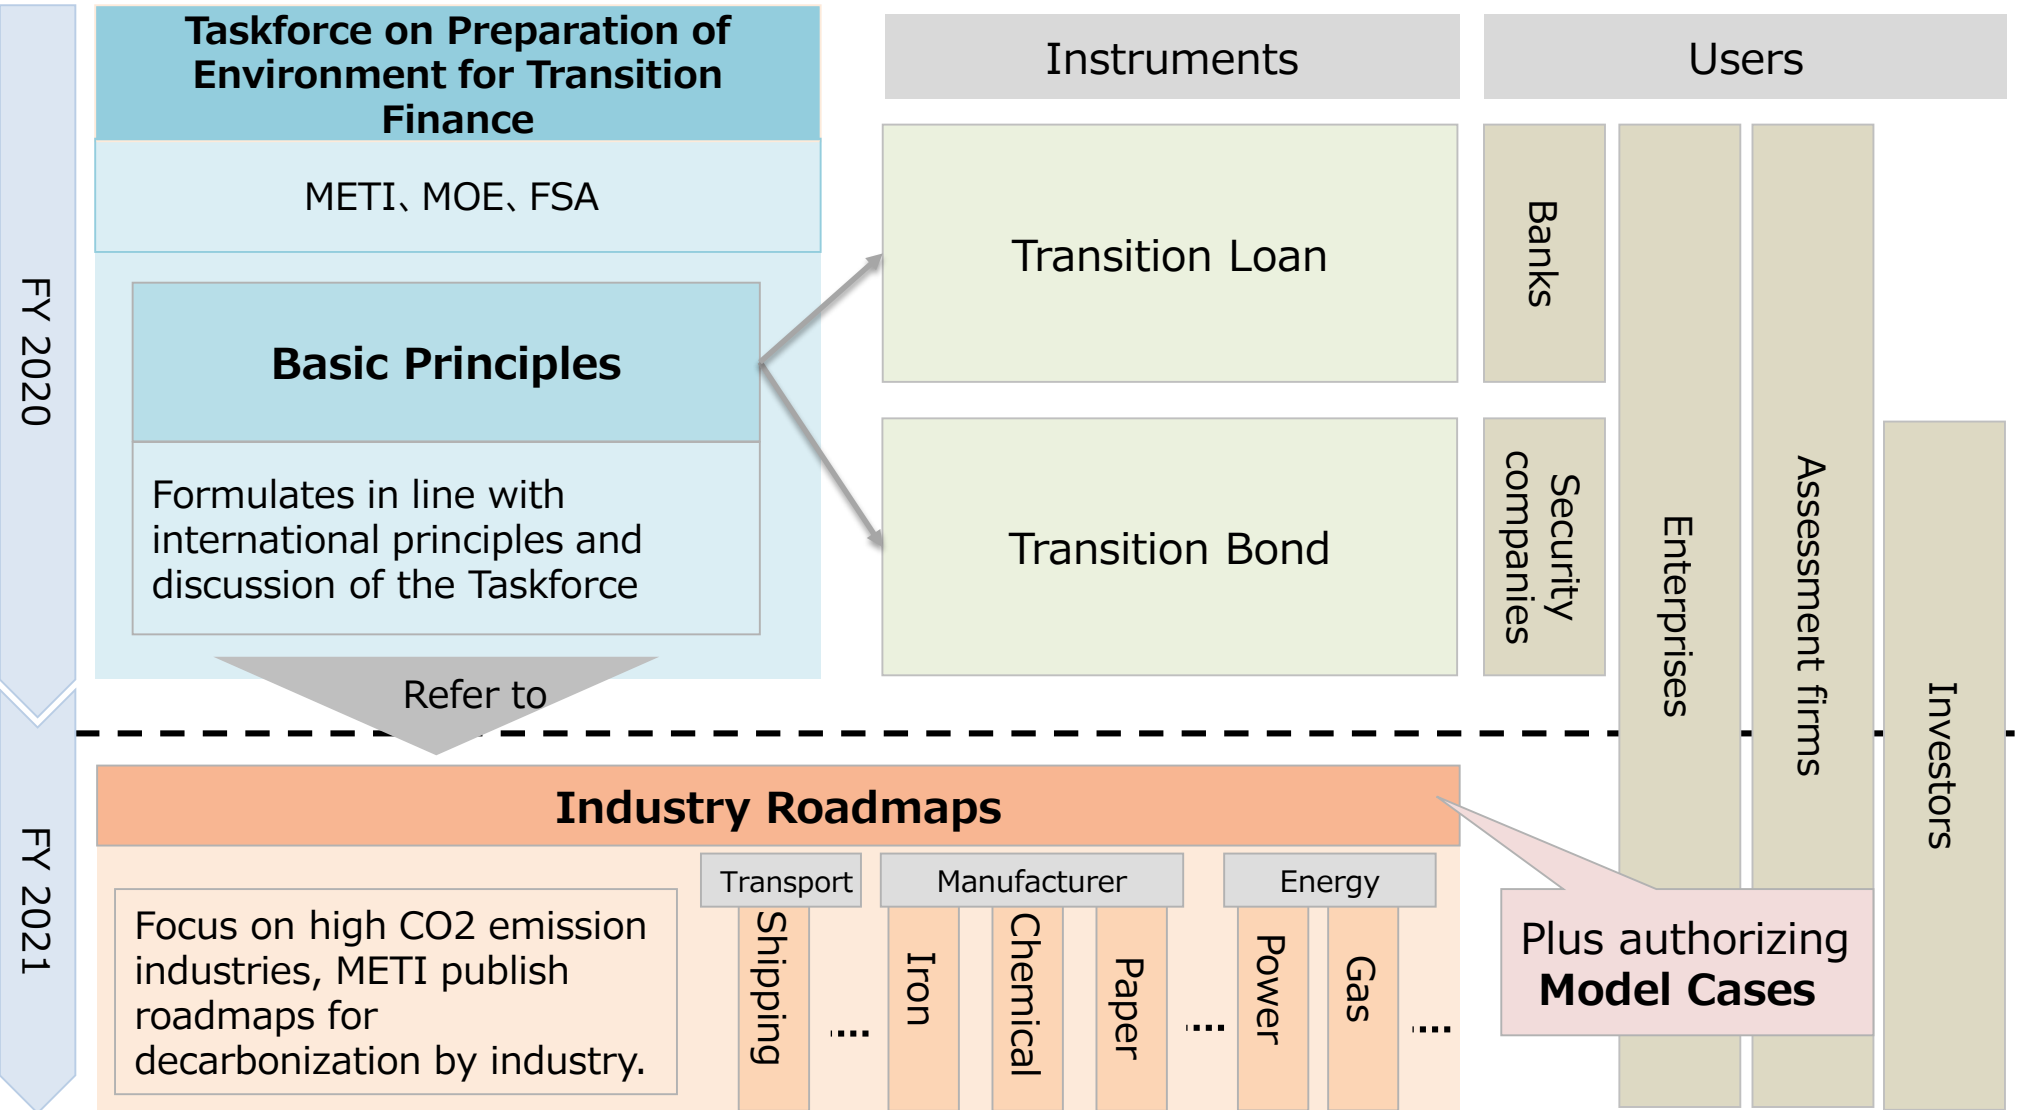 Taskforce on Preparation of
Environment for Transition
Finance
Instruments
Users
METI、MOE、FSA
FY 2020
Basic Principles
Formulates in line with
international principles and
discussion of the Taskforce
Transition Loan
Transition Bond
Banks
Security
companies
Enterprises
Assessment firms
Investors
Refer to
FY 2021
Industry Roadmaps
Focus on high CO2 emission
industries, METI publish
roadmaps for
decarbonization by industry.
Transport
Shipping
....
Manufacturer
Iron
Chemical
Paper
....
Energy
Power
Gas
....
Plus authorizing
Model Cases